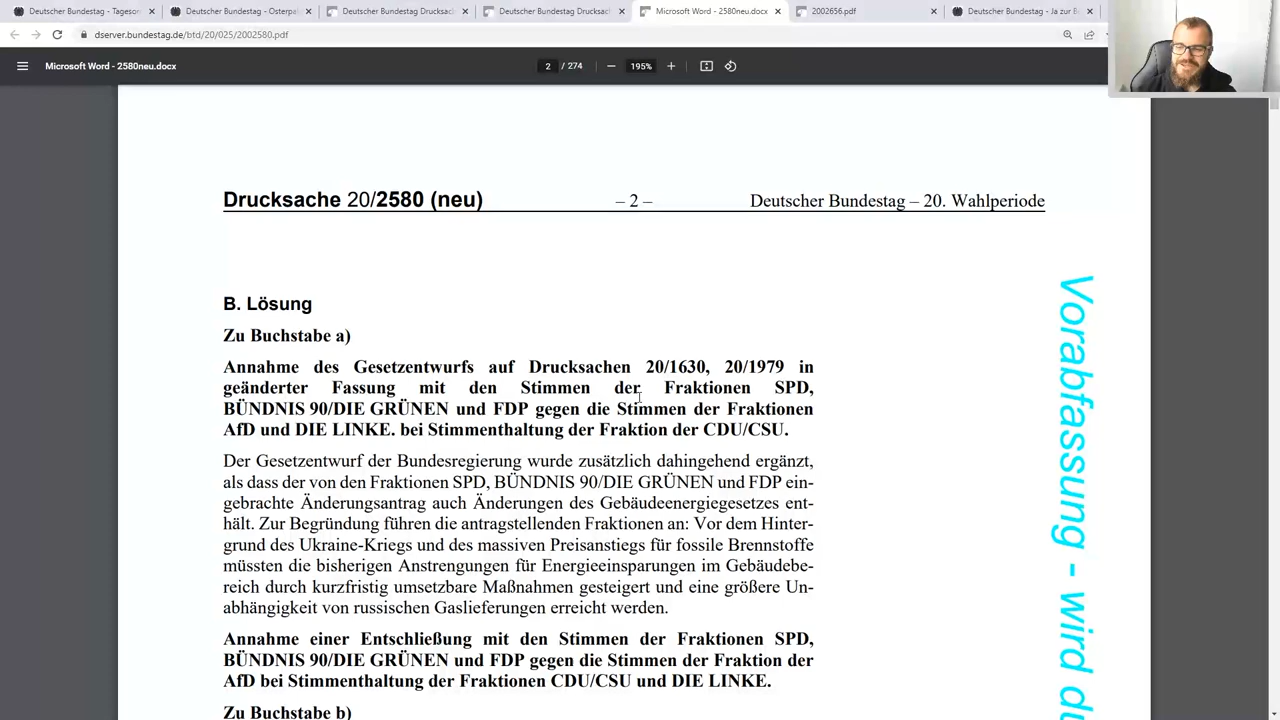 Deutscher Bundestag - Tageso
Deutscher Bundestag - Osterpa
Deutscher Bundestag Drucksac
Deutscher Bundestag Drucksac
Microsoft Word - 2580neu.docx
2002656.pdf
Deutscher Bundestag - Ja zur B
dserver.bundestag.de/btd/20/025/2002580.pdf
Microsoft Word - 2580neu.docx
2 / 274
195%
Drucksache 20/2580 (neu)
– 2 –
Deutscher Bundestag – 20. Wahlperiode
B. Lösung
Zu Buchstabe a)
Annahme des Gesetzentwurfs auf Drucksachen 20/1630, 20/1979 in
geänderter Fassung mit den Stimmen der Fraktionen SPD,
BÜNDNIS 90/DIE GRÜNEN und FDP gegen die Stimmen der Fraktionen
AfD und DIE LINKE. bei Stimmenthaltung der Fraktion der CDU/CSU.
Der Gesetzentwurf der Bundesregierung wurde zusätzlich dahingehend ergänzt,
als dass der von den Fraktionen SPD, BÜNDNIS 90/DIE GRÜNEN und FDP ein-
gebrachte Änderungsantrag auch Änderungen des Gebäudeenergiegesetzes ent-
hält. Zur Begründung führen die antragstellenden Fraktionen an: Vor dem Hinter-
grund des Ukraine-Kriegs und des massiven Preisanstiegs für fossile Brennstoffe
müssten die bisherigen Anstrengungen für Energieeinsparungen im Gebäudebe-
reich durch kurzfristig umsetzbare Maßnahmen gesteigert und eine größere Un-
abhängigkeit von russischen Gaslieferungen erreicht werden.
Annahme einer Entschließung mit den Stimmen der Fraktionen SPD,
BÜNDNIS 90/DIE GRÜNEN und FDP gegen die Stimmen der Fraktion der
AfD bei Stimmenthaltung der Fraktionen CDU/CSU und DIE LINKE.
Zu Buchstabe b)
Vorabfassung - wird du